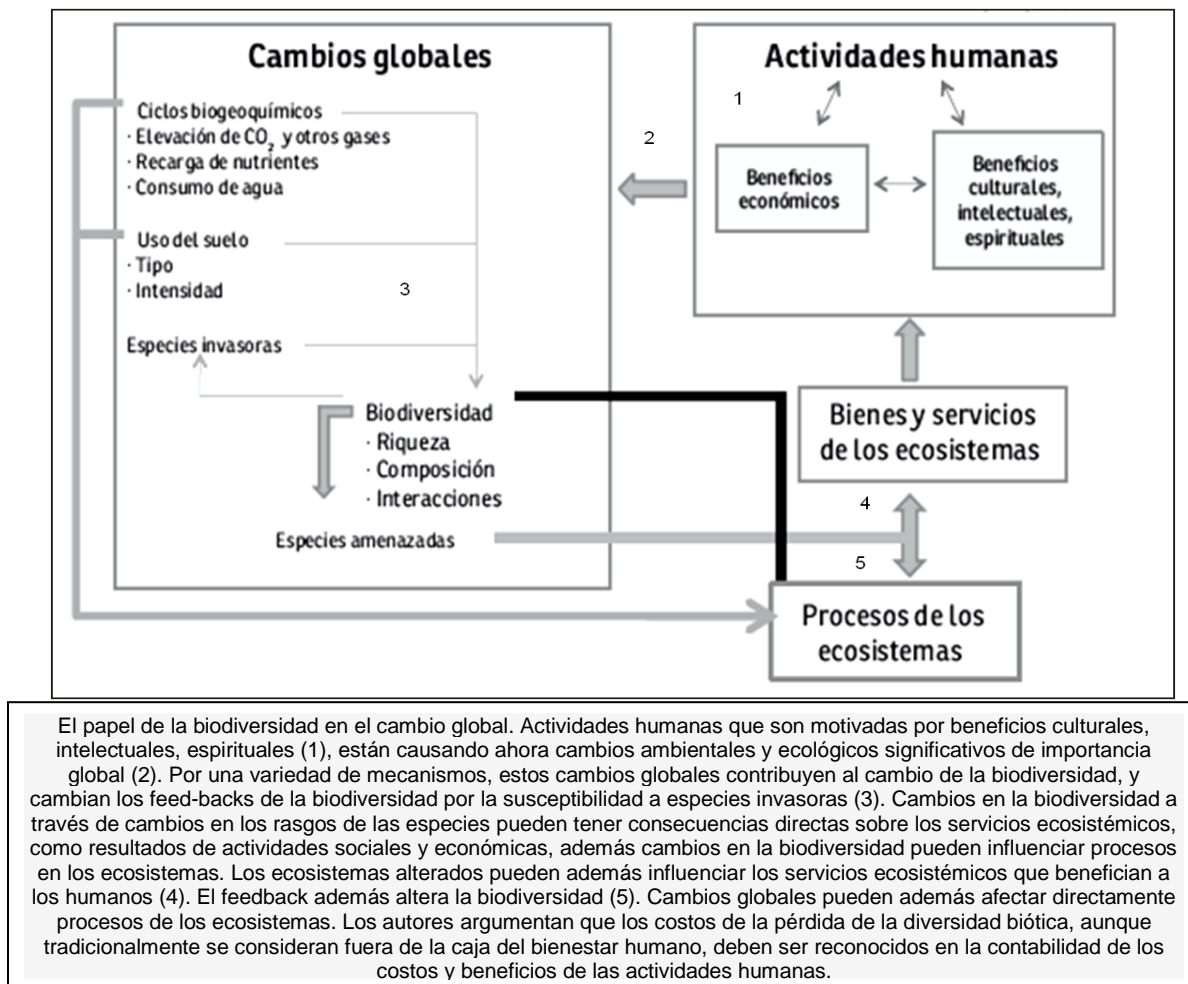 Cambios globales
Ciclos biogeoquímicos
· Elevación de CO₂ y otros gases
· Recarga de nutrientes
· Consumo de agua
Uso del suelo
· Tipo
· Intensidad
3
Especies invasoras
Biodiversidad
· Riqueza
· Composición
· Interacciones
Especies amenazadas
2
Actividades humanas
1
Beneficios
económicos
Beneficios
culturales,
intelectuales,
espirituales
Bienes y servicios
de los ecosistemas
4
5
Procesos de los
ecosistemas
El papel de la biodiversidad en el cambio global. Actividades humanas que son motivadas por beneficios culturales,
intelectuales, espirituales (1), están causando ahora cambios ambientales y ecológicos significativos de importancia
global (2). Por una variedad de mecanismos, estos cambios globales contribuyen al cambio de la biodiversidad, y
cambian los feed-backs de la biodiversidad por la susceptibilidad a especies invasoras (3). Cambios en la biodiversidad a
través de cambios en los rasgos de las especies pueden tener consecuencias directas sobre los servicios ecosistémicos,
como resultados de actividades sociales y económicas, además cambios en la biodiversidad pueden influenciar procesos
en los ecosistemas. Los ecosistemas alterados pueden además influenciar los servicios ecosistémicos que benefician a
los humanos (4). El feedback además altera la biodiversidad (5). Cambios globales pueden además afectar directamente
procesos de los ecosistemas. Los autores argumentan que los costos de la pérdida de la diversidad biótica, aunque
tradicionalmente se consideran fuera de la caja del bienestar humano, deben ser reconocidos en la contabilidad de los
costos y beneficios de las actividades humanas.